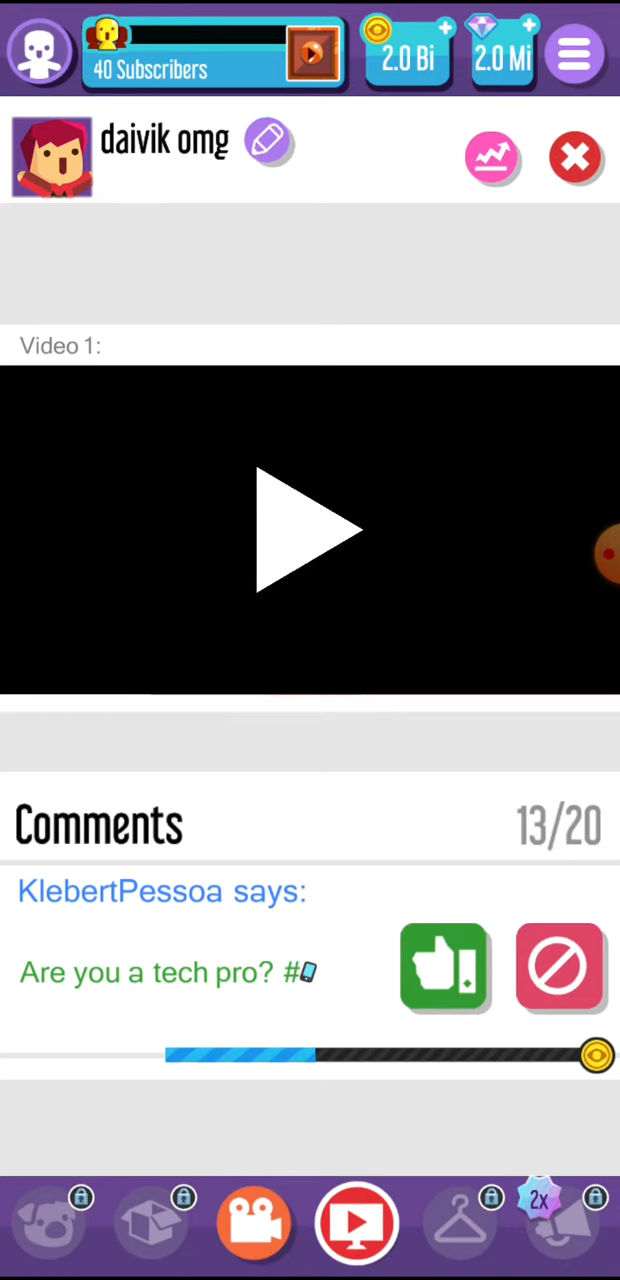 40 Subscribers
2.0 Bi
2.0 Mi
daivik omg
Video 1:
Comments
13/20
KlebertPessoa says:
Are you a tech pro? #📱
2x